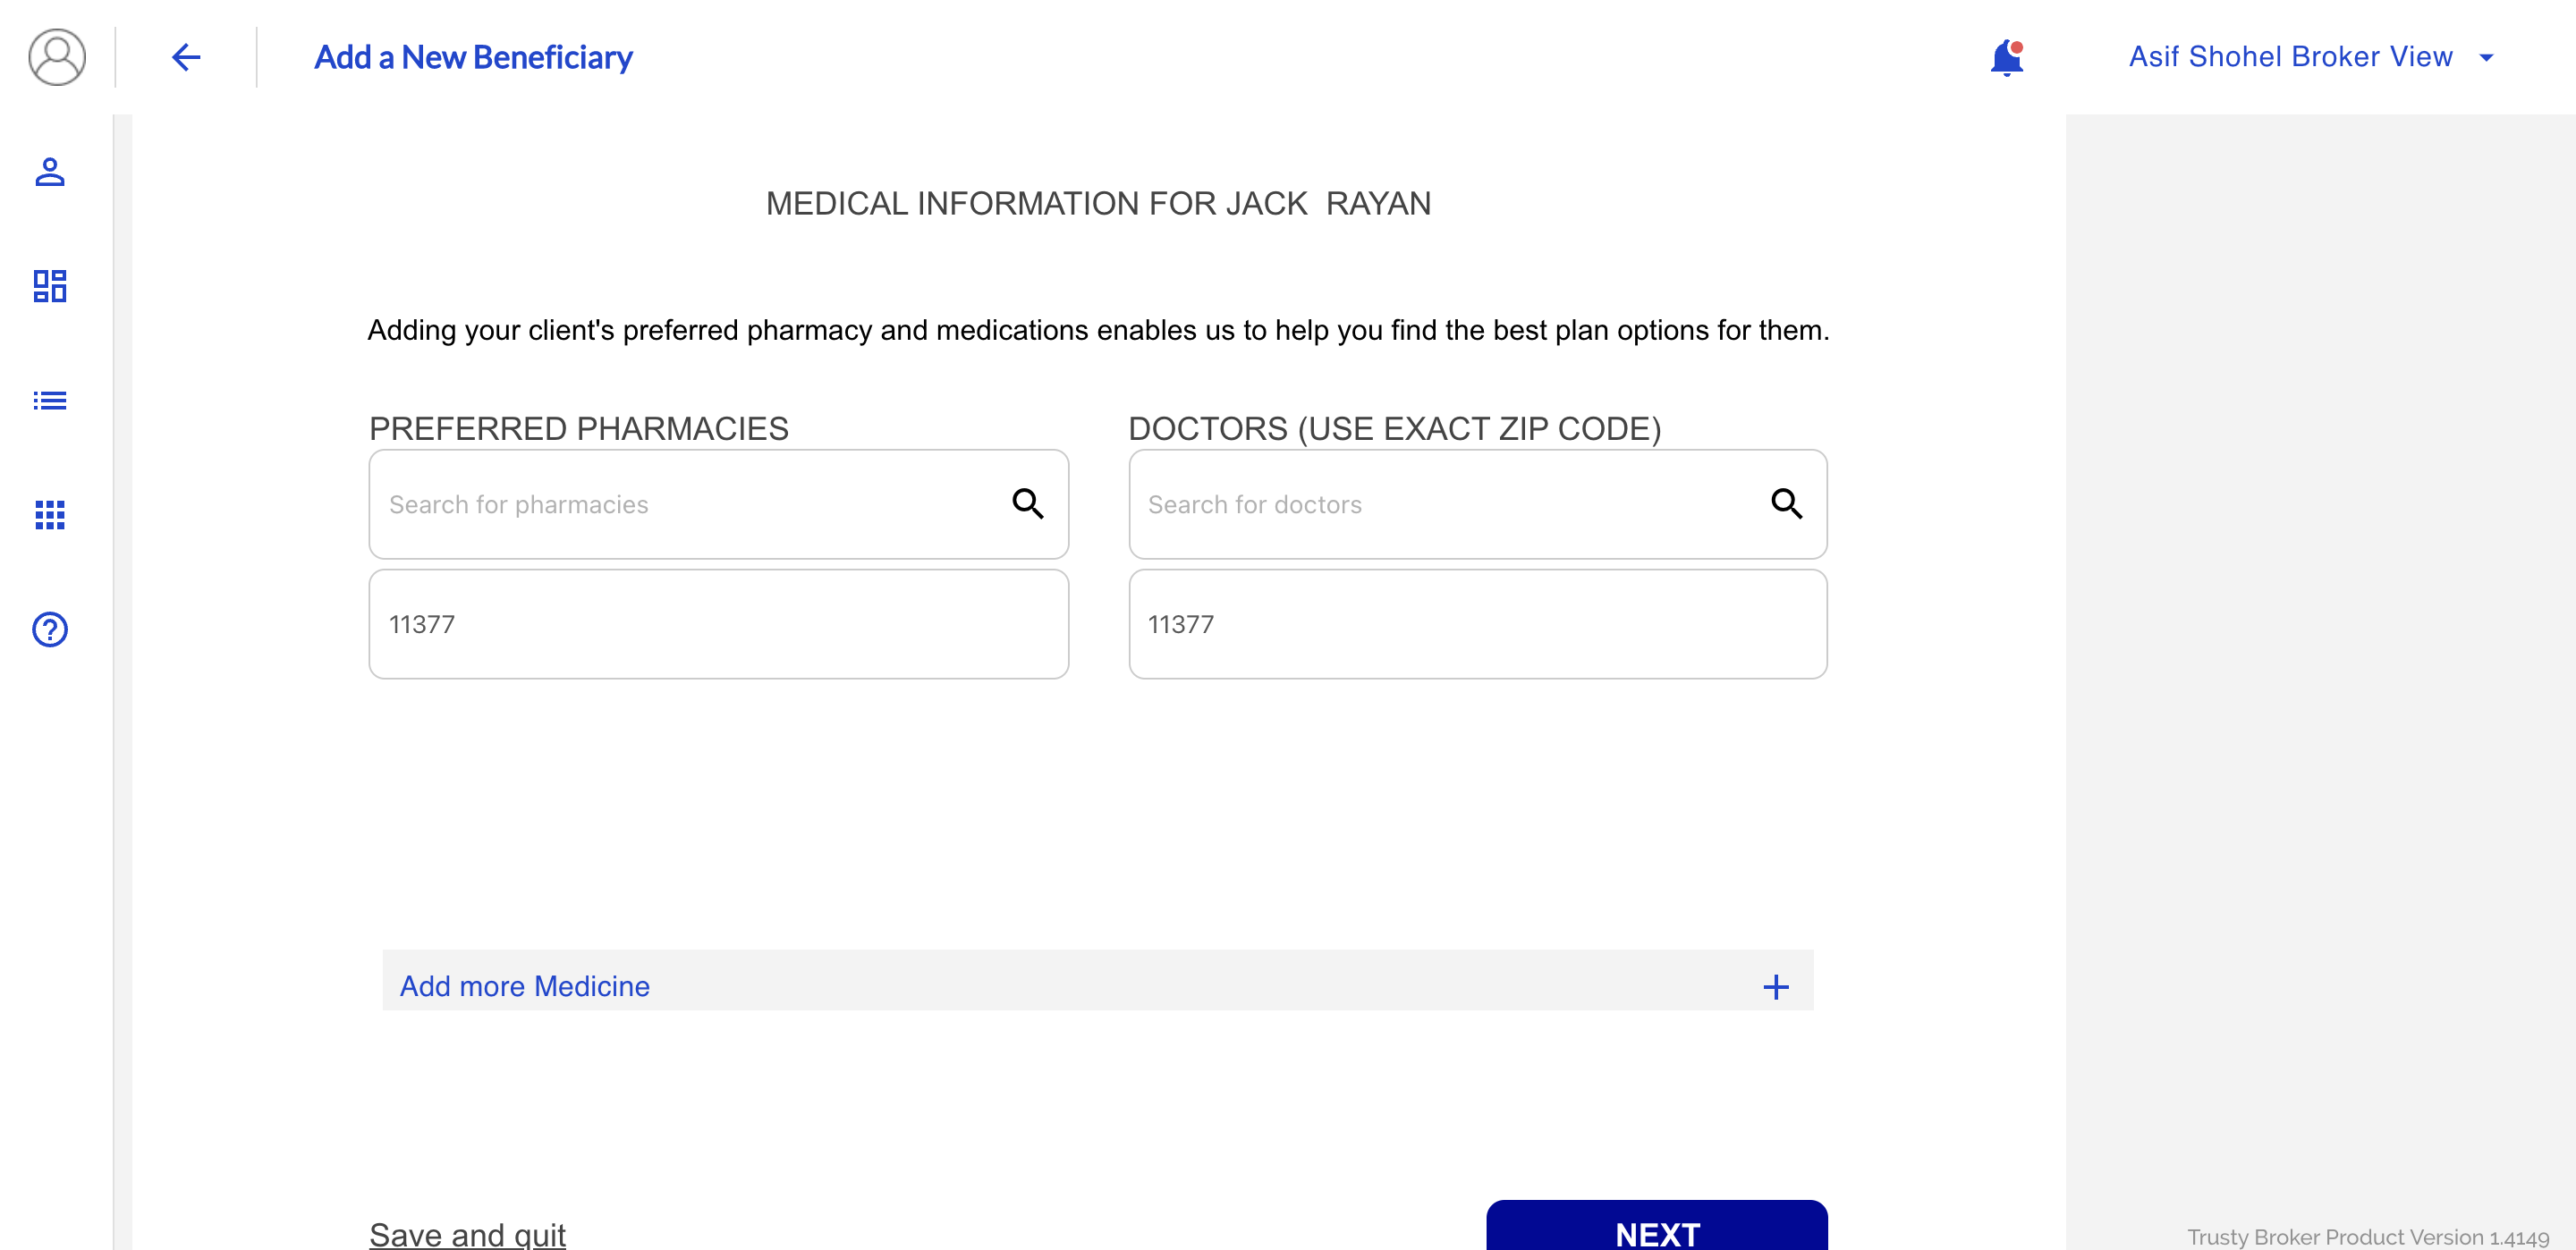 Add a New Beneficiary
Asif Shohel Broker View
MEDICAL INFORMATION FOR JACK  RAYAN
Adding your client's preferred pharmacy and medications enables us to help you find the best plan options for them.
PREFERRED PHARMACIES
DOCTORS (USE EXACT ZIP CODE)
Search for pharmacies
Search for doctors
11377
11377
Add more Medicine
Save and quit
NEXT
Trusty Broker Product Version 1.4149